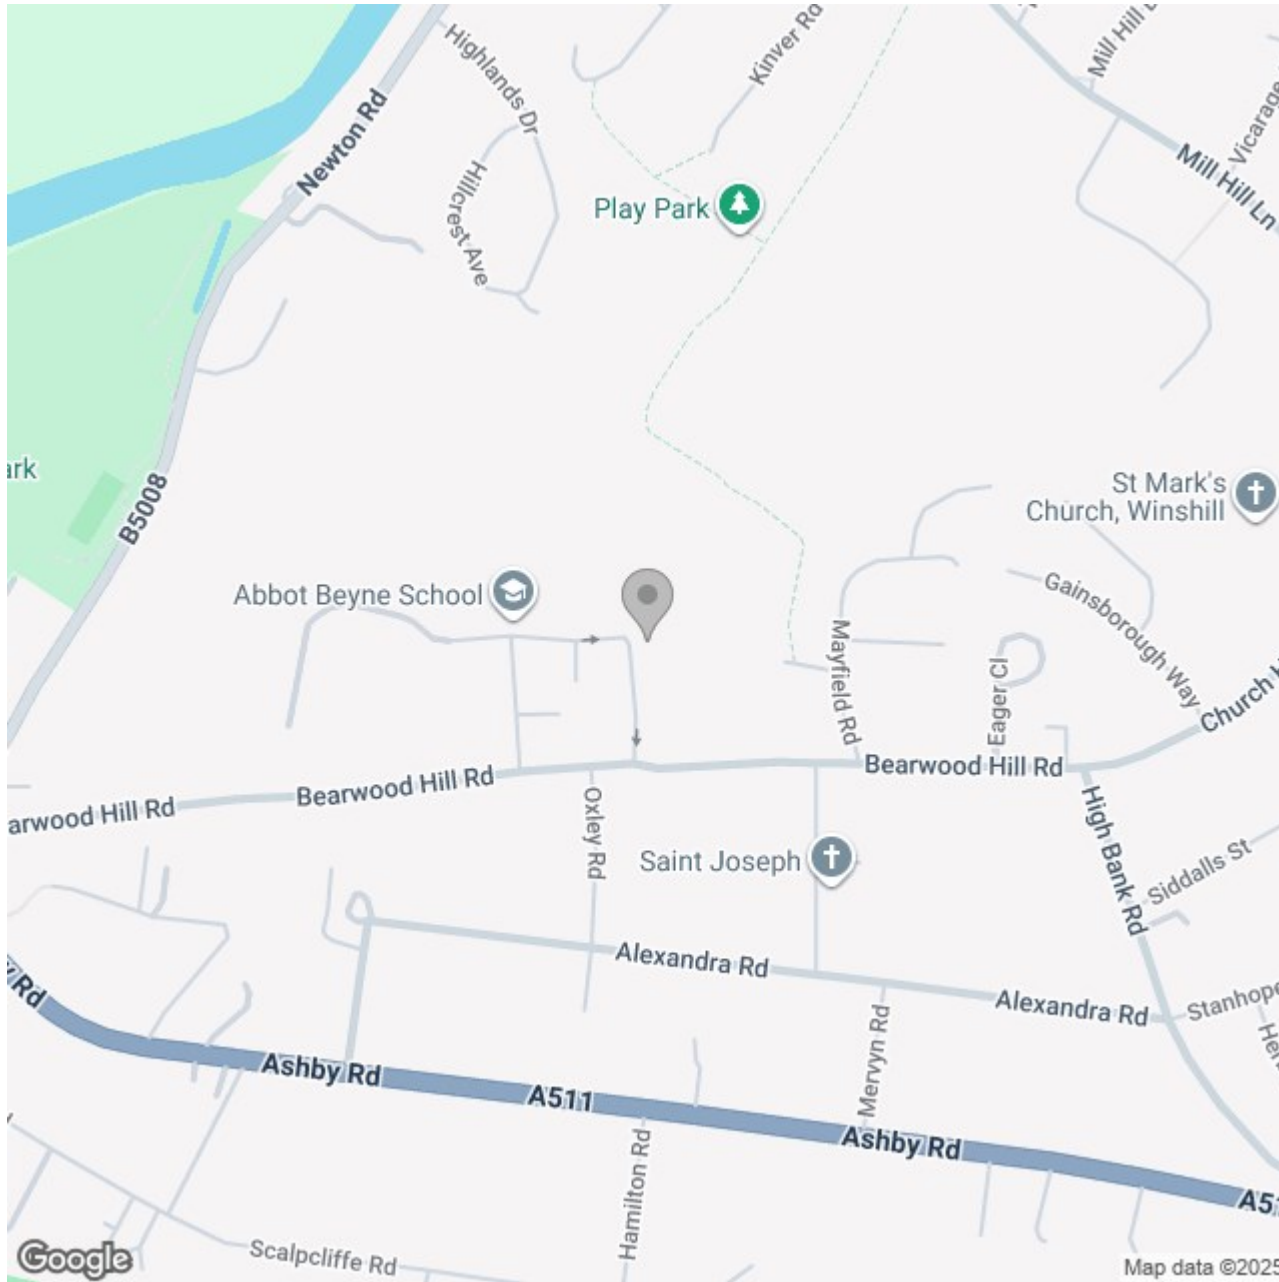 Highlands Dr
Kinver Rd
Mill Hill
Newton Rd
Hillcrest Ave
Vicarage
Mill Hill Ln
Play Park
ark
B5008
St Mark's
Church, Winshill
Abbot Beyne School
Gainsborough Way
Mayfield Rd
Eager Cl
Church
Bearwood Hill Rd
Bearwood Hill Rd
arwood Hill Rd
Oxley Rd
High Bank Rd
Saint Joseph
Siddalls St
Alexandra Rd
Alexandra Rd
Stanhope
y Rd
Mervyn Rd
Ashby Rd
A511
Ashby Rd
Hamilton Rd
A51
Scalpcliffe Rd
Google
Map data ©2025